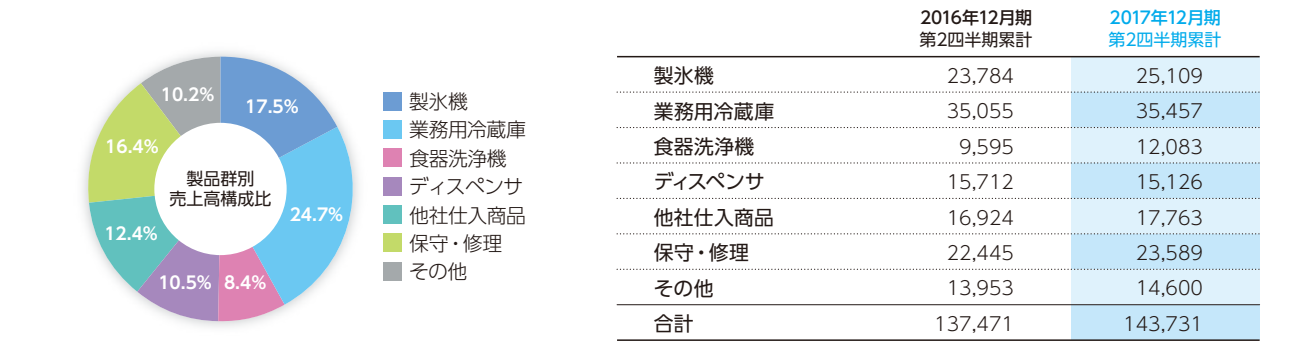 製品群別
売上高構成比
17.5%
24.7%
8.4%
10.5%
12.4%
16.4%
10.2%
製氷機
業務用冷蔵庫
食器洗浄機
ディスペンサ
他社仕入商品
保守・修理
その他
2016年12月期 2017年12月期
第2四半期累計 第2四半期累計
製氷機 23,784 25,109
業務用冷蔵庫 35,055 35,457
食器洗浄機 9,595 12,083
ディスペンサ 15,712 15,126
他社仕入商品 16,924 17,763
保守・修理 22,445 23,589
その他 13,953 14,600
合計 137,471 143,731